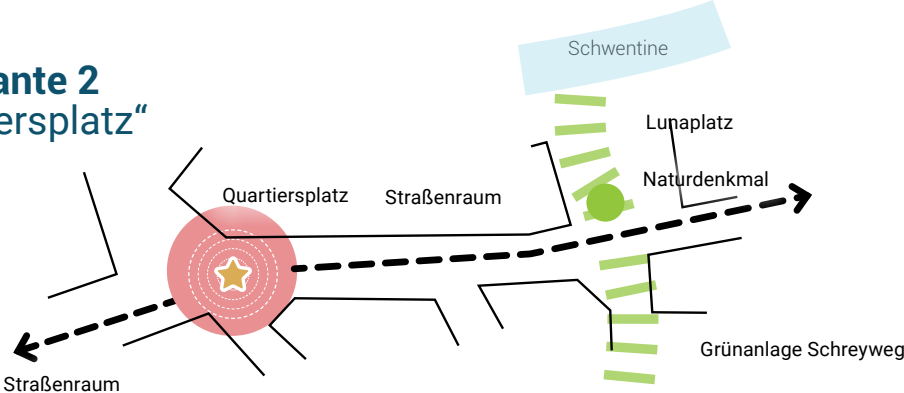 Schwentine
ante 2
ersplatz“
Lunaplatz
Naturdenkmal
Quartiersplatz
Straßenraum
Grünanlage Schreyweg
Straßenraum